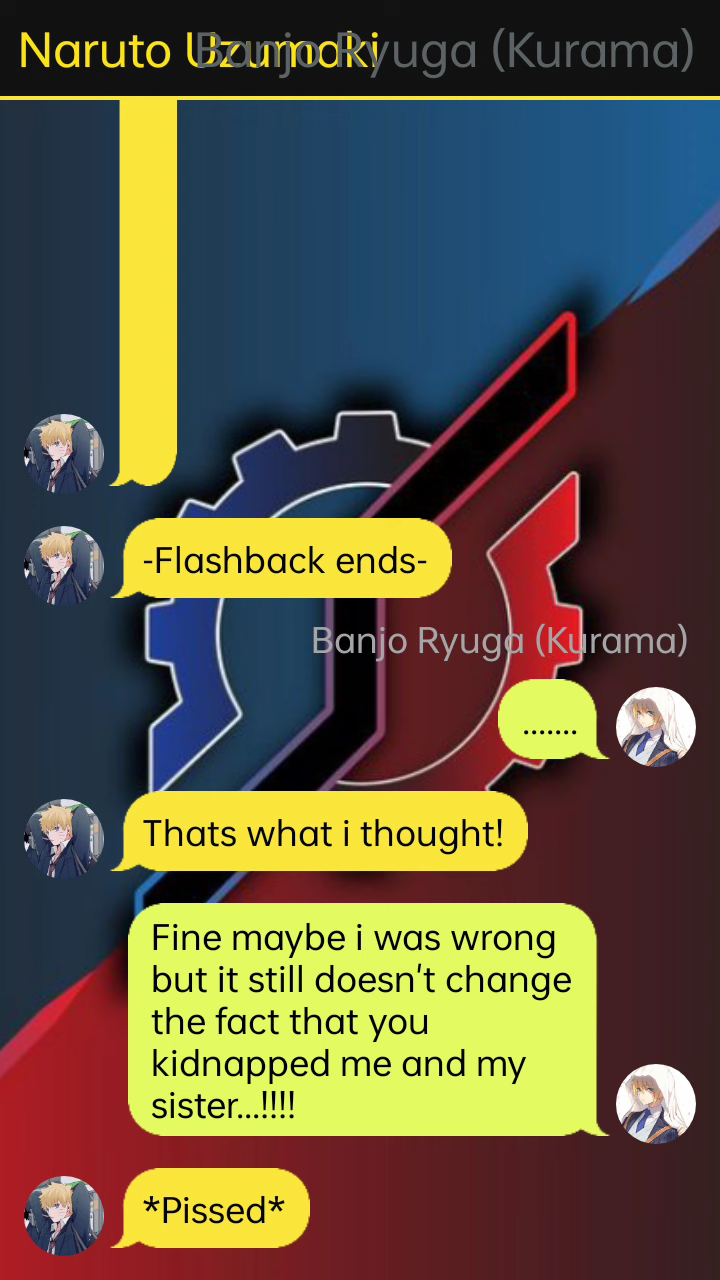 Naruto Uzumaki
Banjo Ryuga (Kurama)
-Flashback ends-
Banjo Ryuga (Kurama)
.......
Thats what i thought!
Fine maybe i was wrong
but it still doesn't change
the fact that you
kidnapped me and my
sister...!!!!
*Pissed*